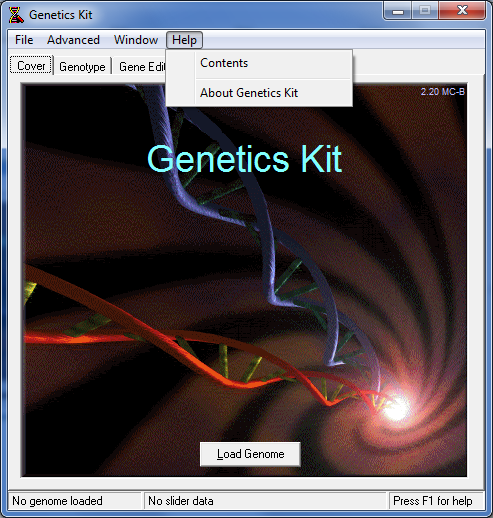 Genetics Kit
File Advanced Window Help
Contents
About Genetics Kit
Cover Genotype Gene Edit
2.20 MC-B
Genetics Kit
Load Genome
No genome loaded No slider data Press F1 for help